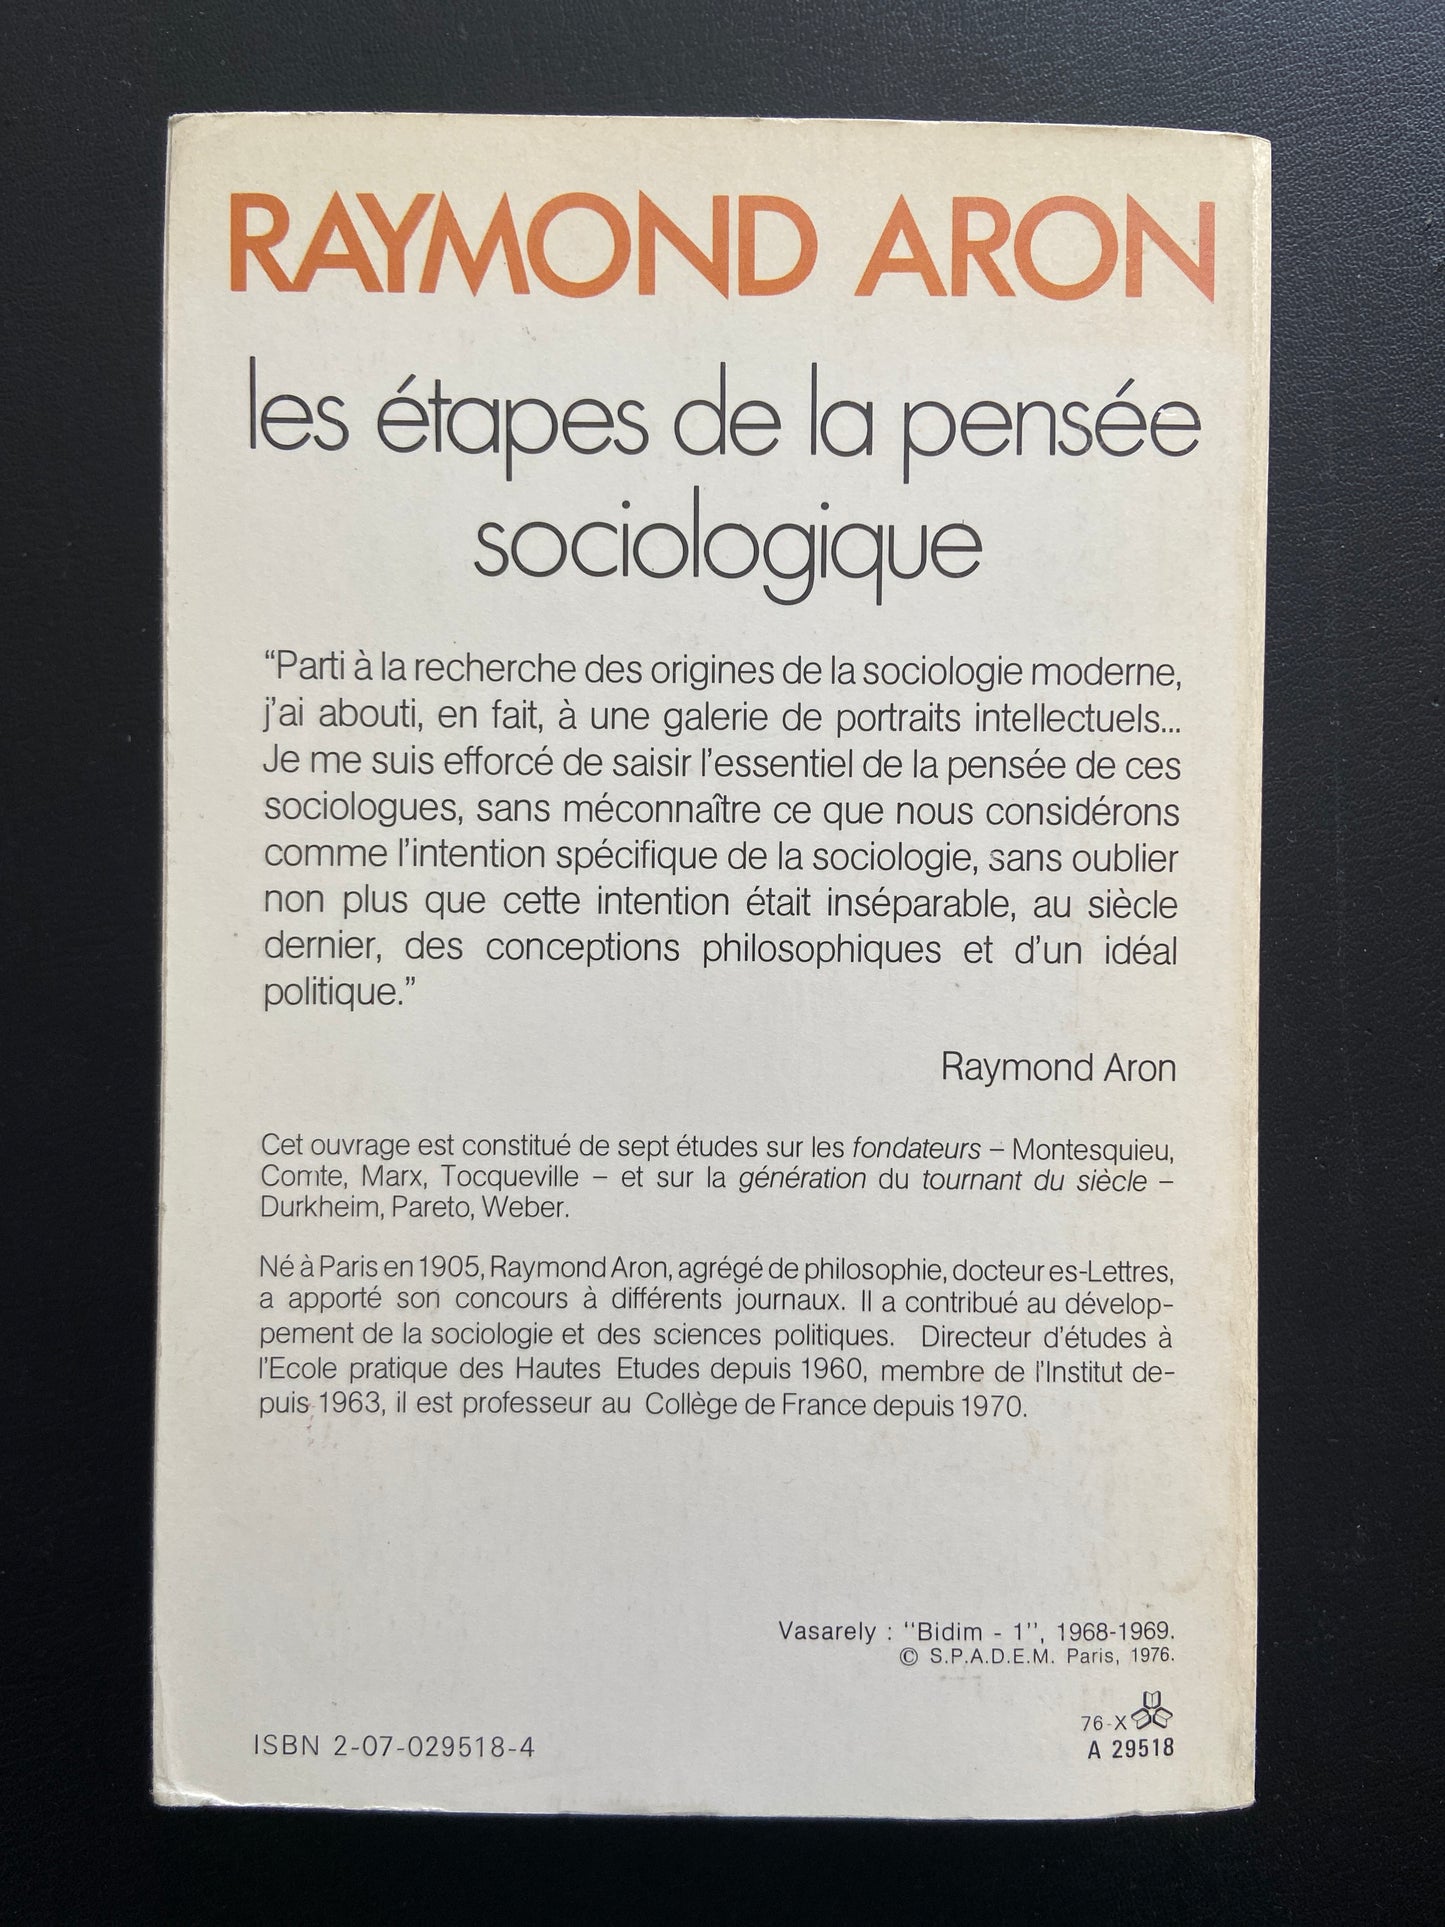 RAYMOND ARON
les étapes de la pensée
sociologique
“Parti à la recherche des origines de la sociologie moderne,
j’ai abouti, en fait, à une galerie de portraits intellectuels...
Je me suis efforcé de saisir l’essentiel de la pensée de ces
sociologues, sans méconnaître ce que nous considérons
comme l’intention spécifique de la sociologie, sans oublier
non plus que cette intention était inséparable, au siècle
dernier, des conceptions philosophiques et d’un idéal
politique.”
Raymond Aron
Cet ouvrage est constitué de sept études sur les fondateurs – Montesquieu,
Comte, Marx, Tocqueville – et sur la génération du tournant du siècle –
Durkheim, Pareto, Weber.
Né à Paris en 1905, Raymond Aron, agrégé de philosophie, docteur es-Lettres,
a apporté son concours à différents journaux. Il a contribué au dévelop-
pement de la sociologie et des sciences politiques. Directeur d’études à
l’Ecole pratique des Hautes Etudes depuis 1960, membre de l’Institut de-
puis 1963, il est professeur au Collège de France depuis 1970.
Vasarely : “Bidim - 1”, 1968-1969.
© S.P.A.D.E.M. Paris, 1976.
76-X
ISBN 2-07-029518-4
A 29518